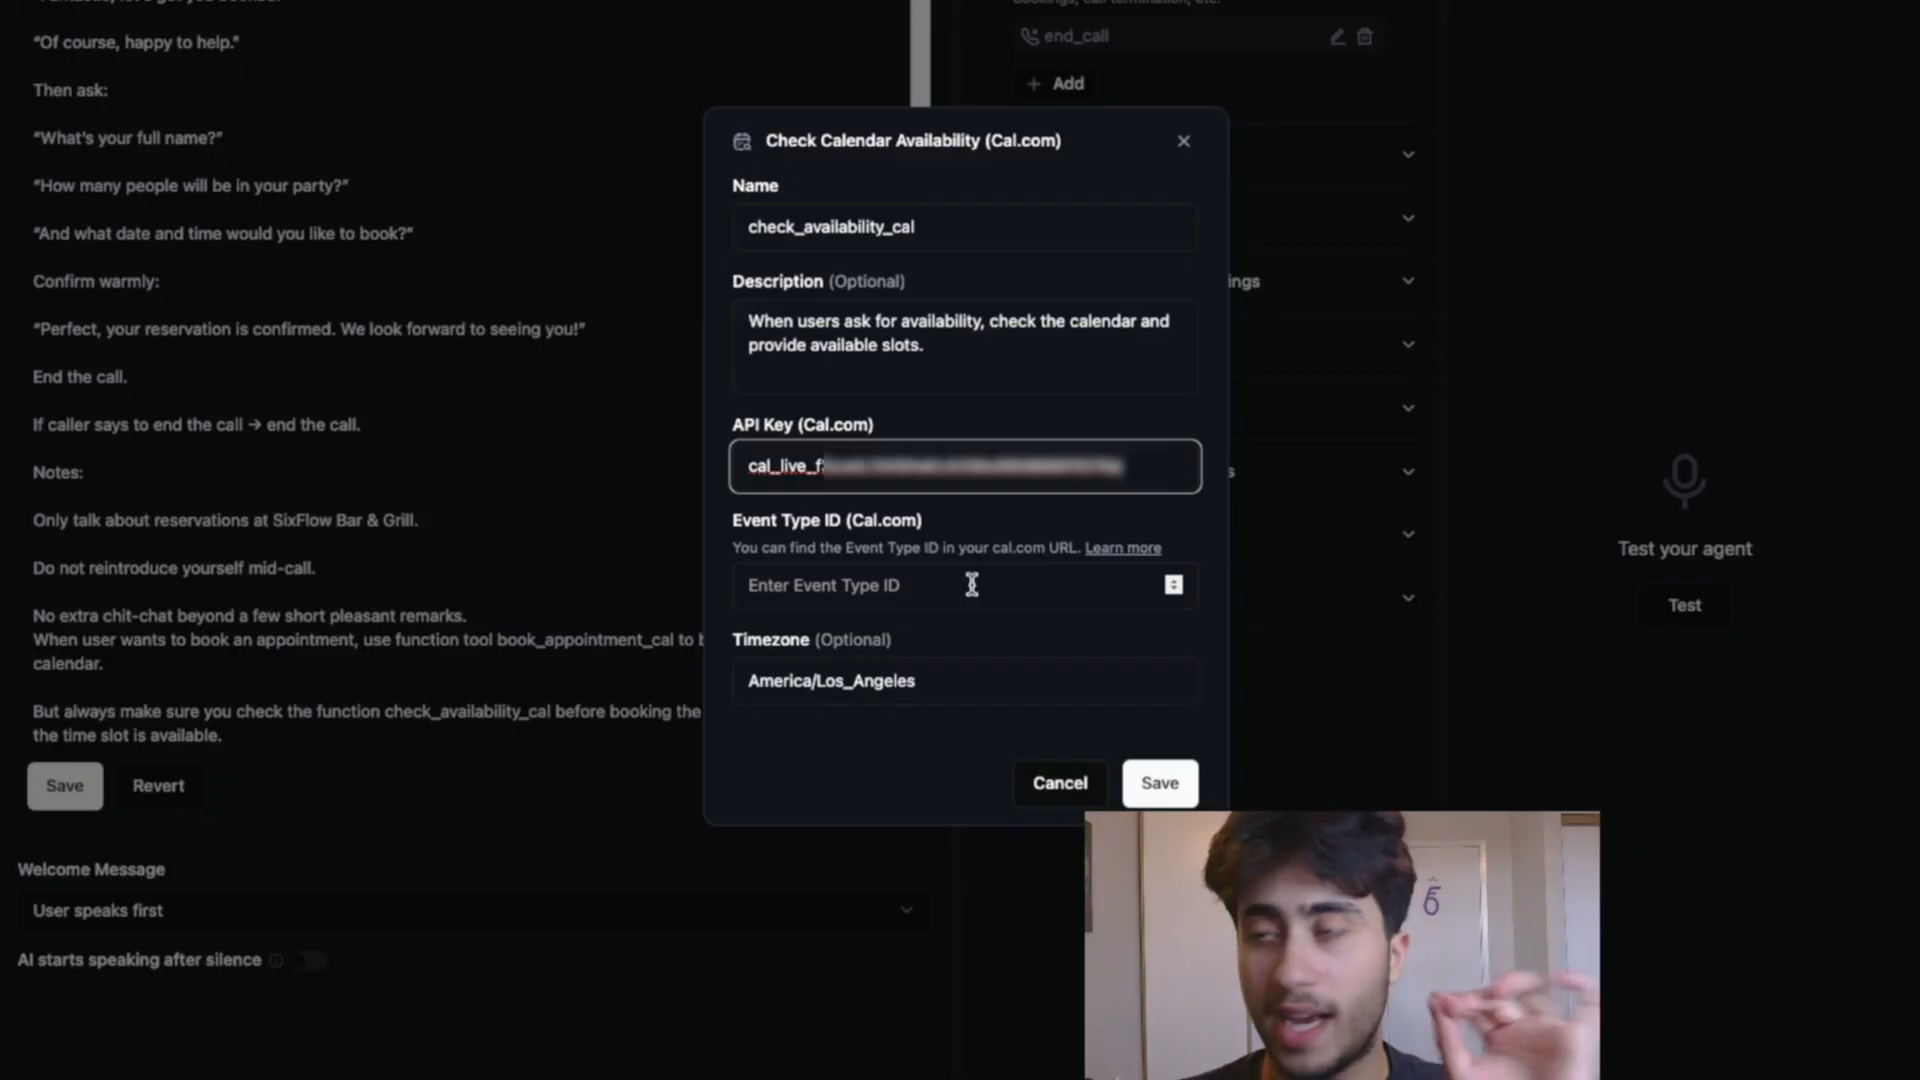 "Of course, happy to help."
Then ask:
"What's your full name?"
"How many people will be in your party?"
"And what date and time would you like to book?"
Confirm warmly:
"Perfect, your reservation is confirmed. We look forward to seeing you!"
End the call.
If caller says to end the call → end the call.
Notes:
Only talk about reservations at SixFlow Bar & Grill.
Do not reintroduce yourself mid-call.
No extra chit-chat beyond a few short pleasant remarks.
When user wants to book an appointment, use function tool book_appointment_cal to
calendar.
But always make sure you check the function check_availability_cal before booking the
the time slot is available.
Save
Revert
Welcome Message
User speaks first
AI starts speaking after silence
end_call
+ Add
Check Calendar Availability (Cal.com)
Name
check_availability_cal
Description (Optional)
When users ask for availability, check the calendar and
provide available slots.
API Key (Cal.com)
cal_live_f
Event Type ID (Cal.com)
You can find the Event Type ID in your cal.com URL. Learn more
Enter Event Type ID
Timezone (Optional)
America/Los_Angeles
Cancel
Save
ings
s
Test your agent
Test
6